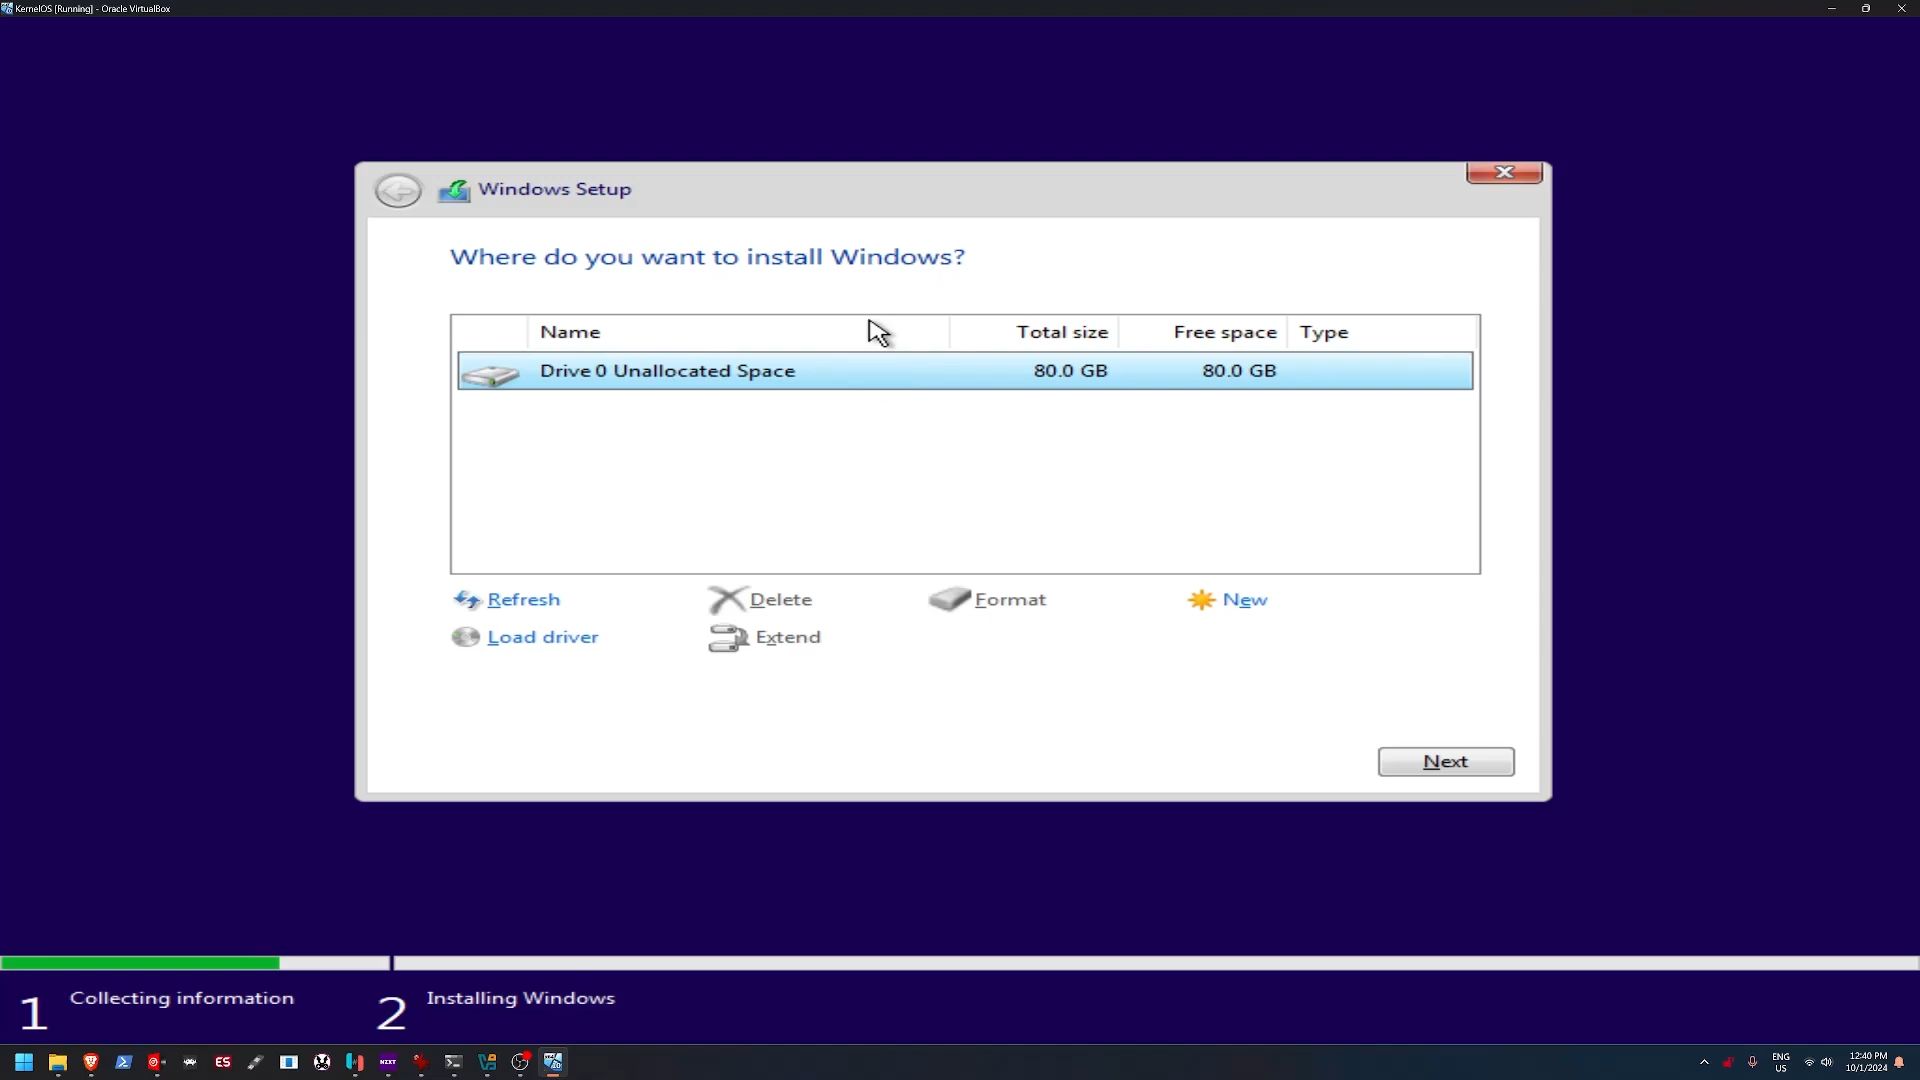 KernelOS [Running] - Oracle VirtualBox
Windows Setup
Where do you want to install Windows?
Name Total size Free space Type
Drive 0 Unallocated Space 80.0 GB 80.0 GB
Refresh Delete Format New
Load driver Extend
Next
1 Collecting information 2 Installing Windows
ES NZXT ENG 12:40 PM
US 10/1/2024